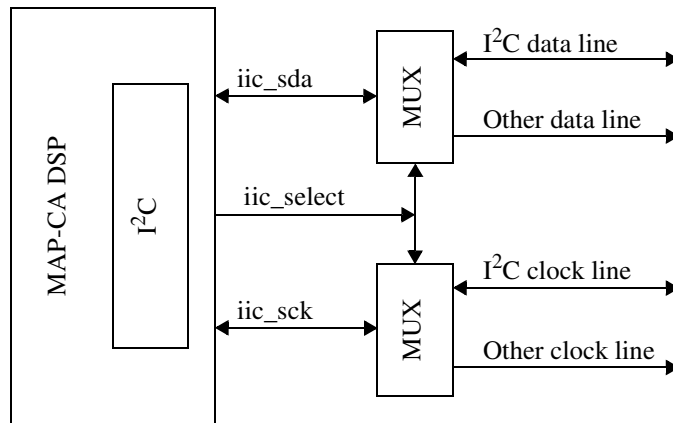 MAP-CA DSP
I²C
iic_sda
iic_select
iic_sck
MUX
I²C data line
Other data line
MUX
I²C clock line
Other clock line